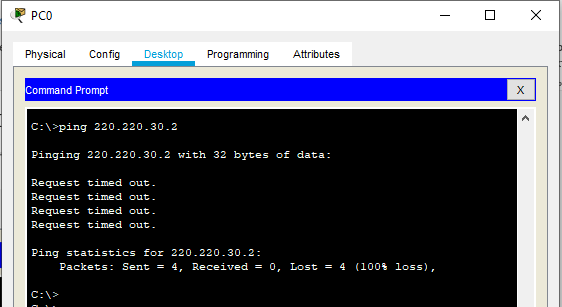 PC0
Physical Config Desktop Programming Attributes
Command Prompt X
C:\>ping 220.220.30.2
Pinging 220.220.30.2 with 32 bytes of data:
Request timed out.
Request timed out.
Request timed out.
Request timed out.
Ping statistics for 220.220.30.2:
Packets: Sent = 4, Received = 0, Lost = 4 (100% loss),
C:\>